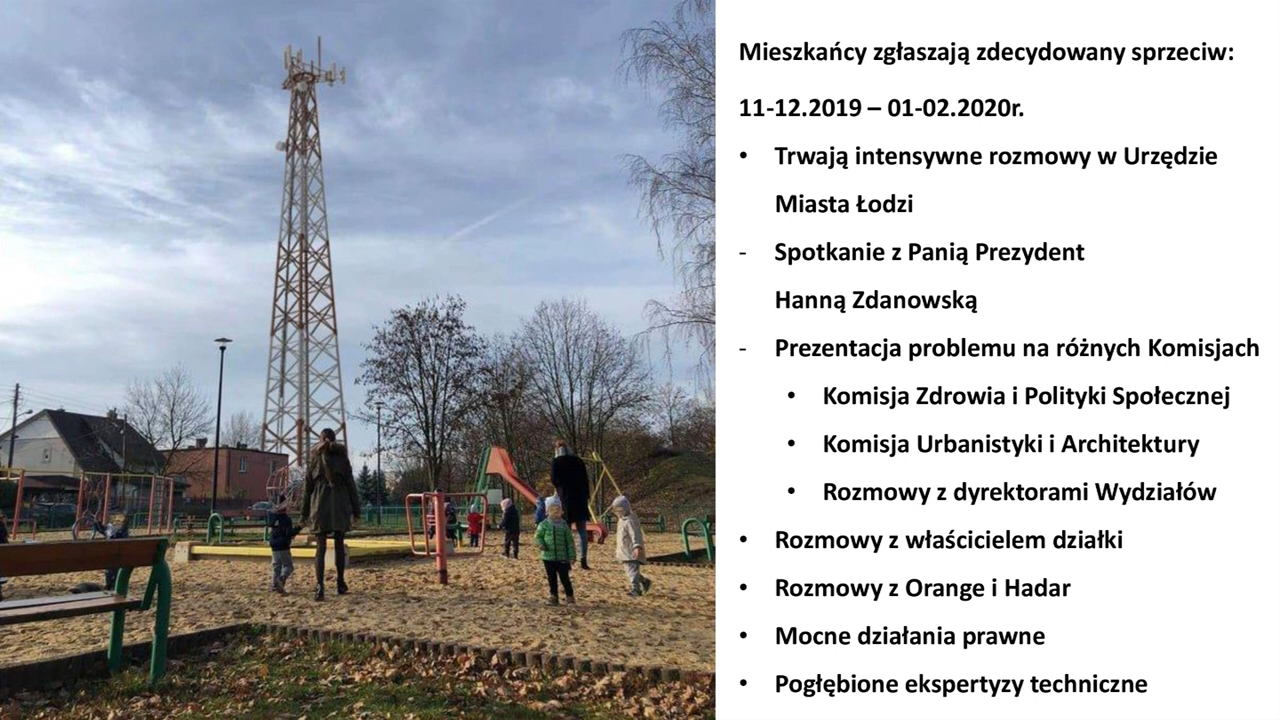 Mieszkańcy zgłaszają zdecydowany sprzeciw:
11-12.2019 – 01-02.2020r.
• Trwają intensywne rozmowy w Urzędzie
Miasta Łodzi
- Spotkanie z Panią Prezydent
Hanną Zdanowską
- Prezentacja problemu na różnych Komisjach
• Komisja Zdrowia i Polityki Społecznej
• Komisja Urbanistyki i Architektury
• Rozmowy z dyrektorami Wydziałów
• Rozmowy z właścicielem działki
• Rozmowy z Orange i Hadar
• Mocne działania prawne
• Pogłębione ekspertyzy techniczne